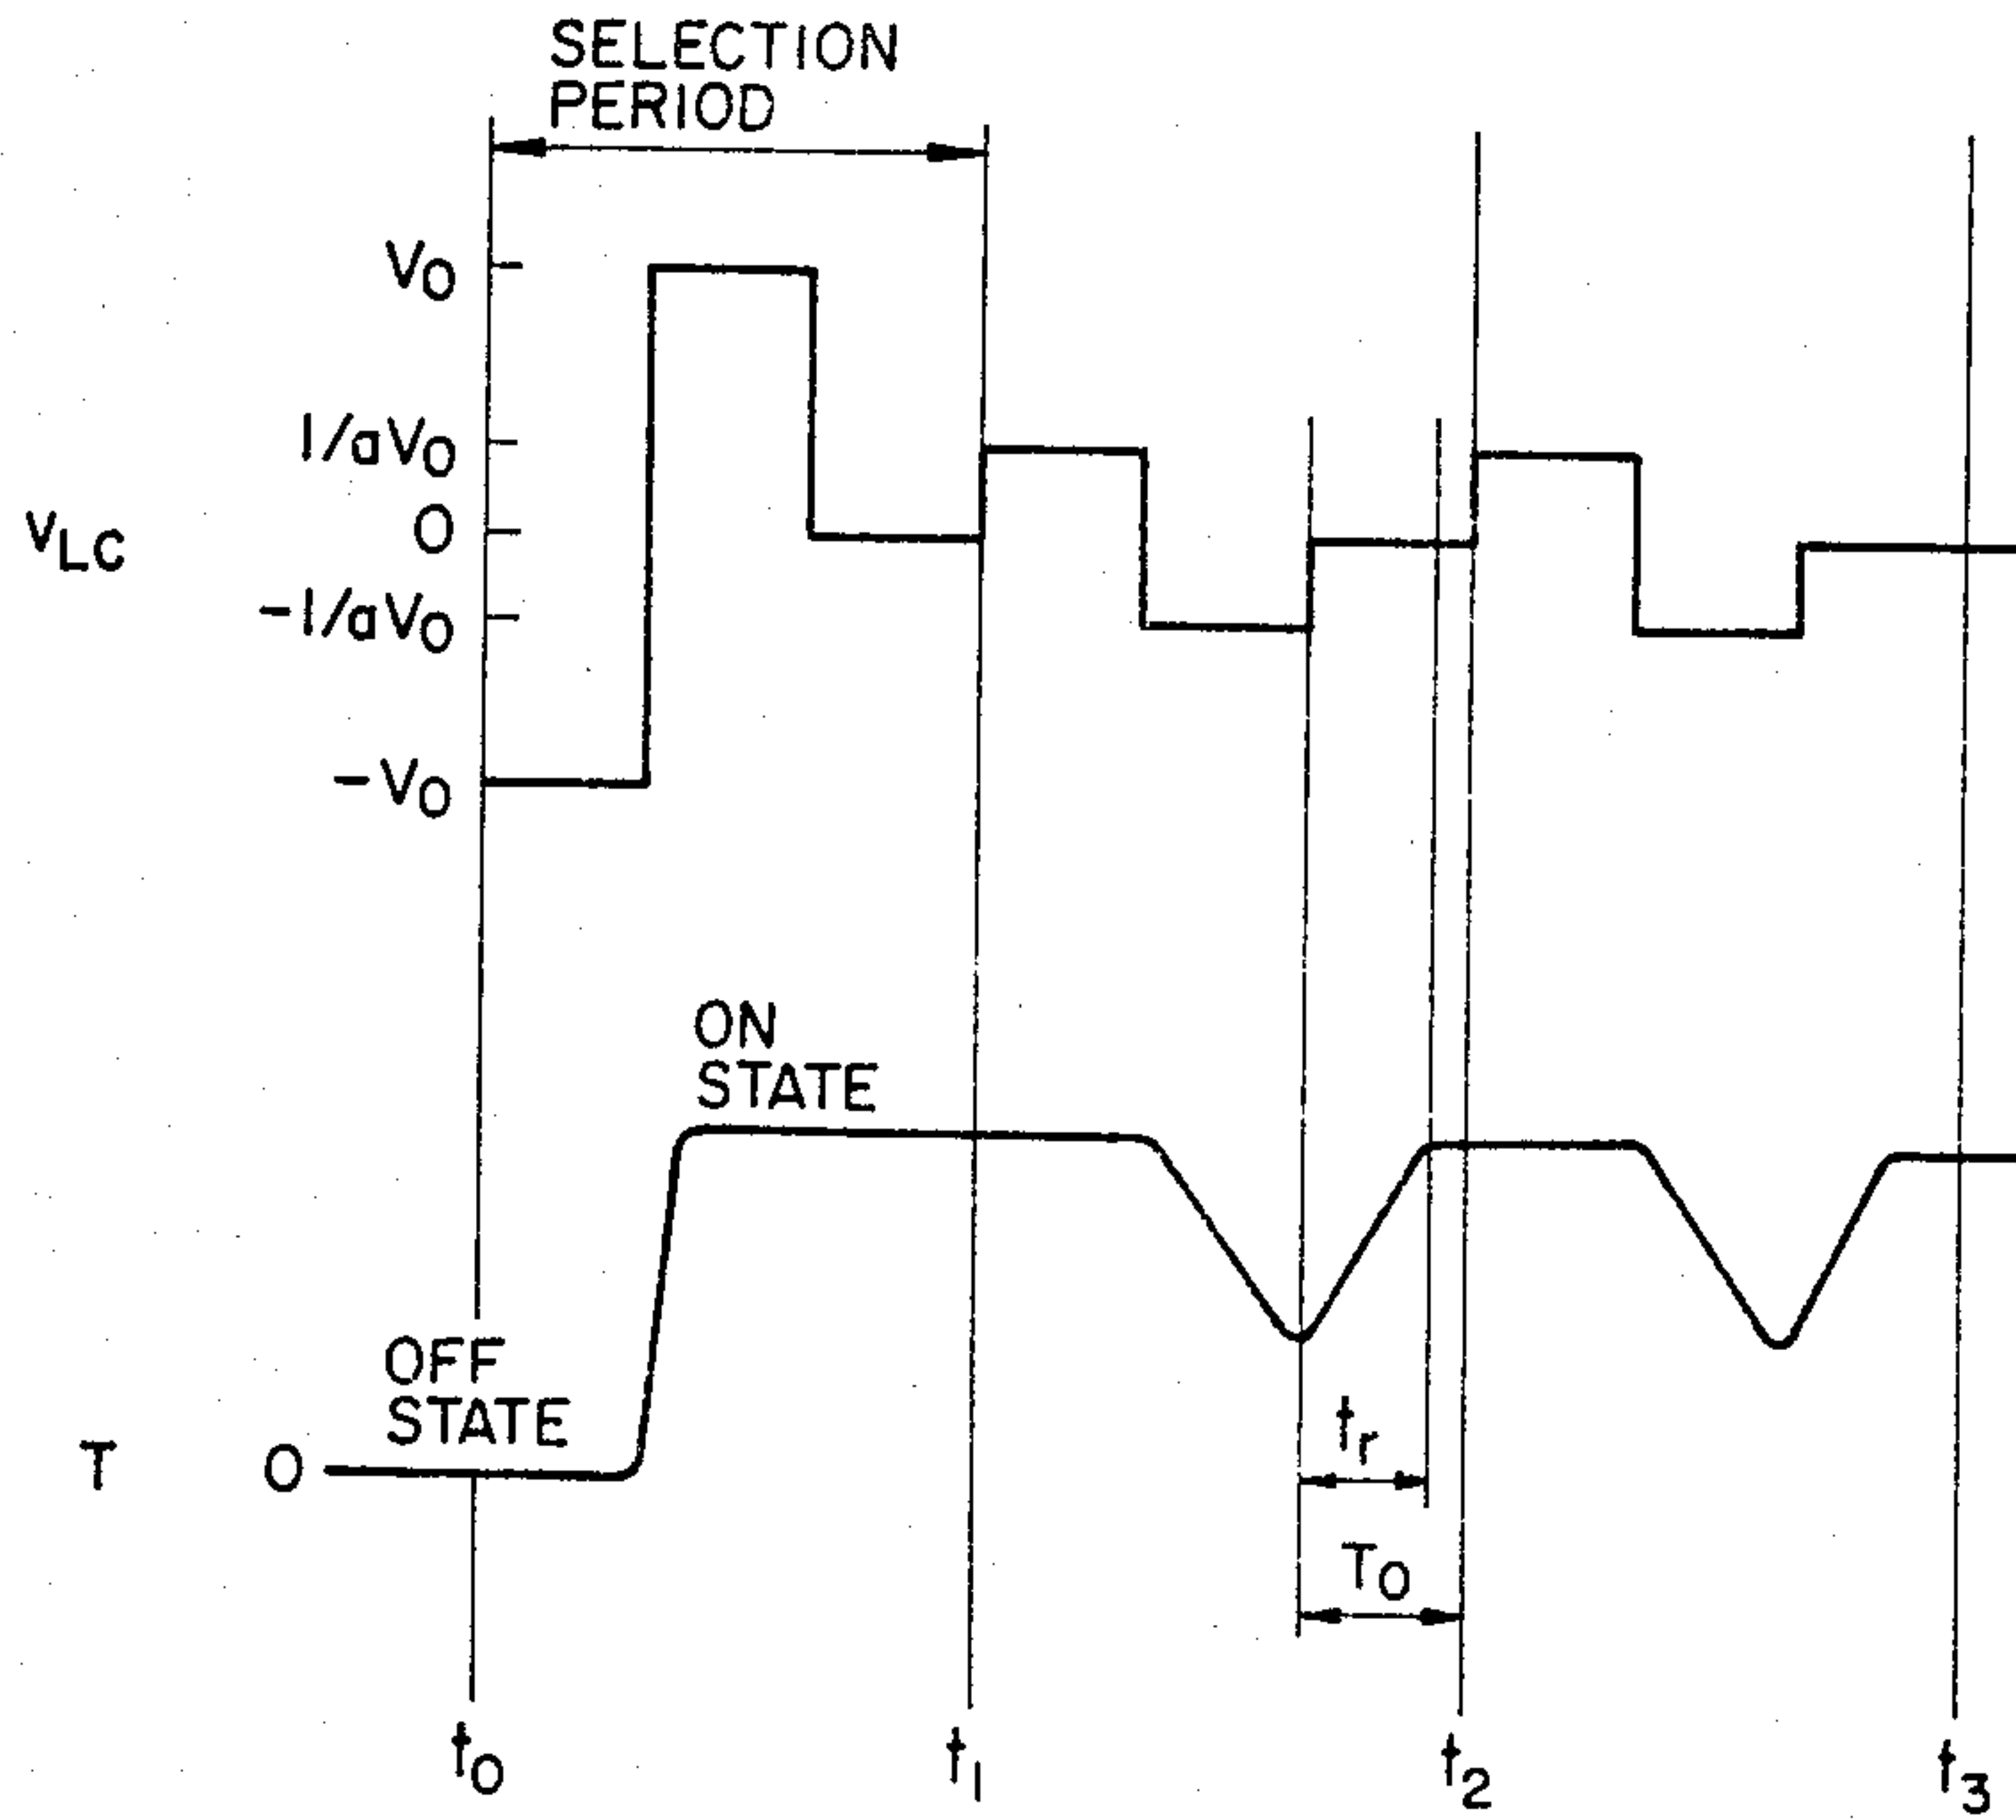 SELECTION
PERIOD
V0
1/aV0
0
-1/aV0
-V0
VLC
ON
STATE
OFF
STATE
T
0
tr
T0
t0
t1
t2
t3